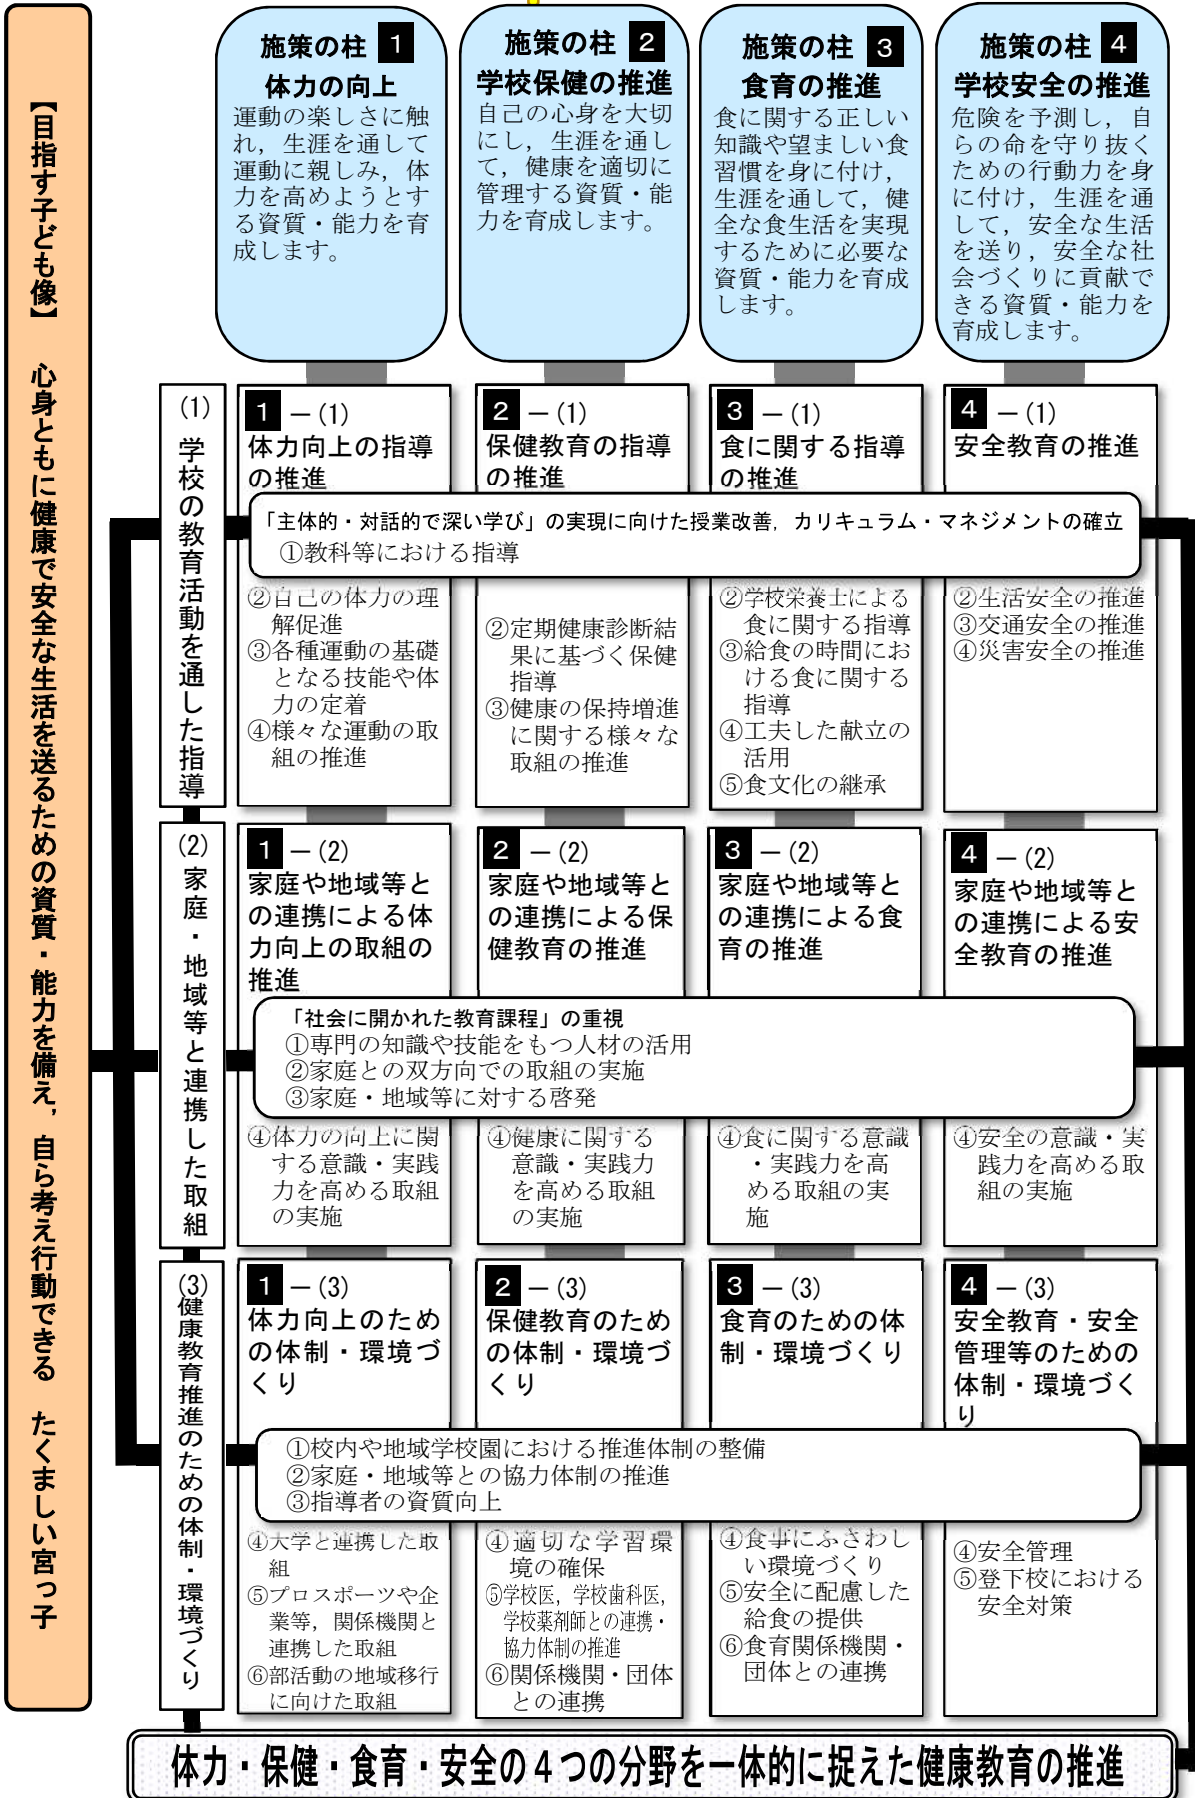 【目指す子ども像】 心身ともに健康で安全な生活を送るための資質・能力を備え，自ら考え行動できる たくましい宮っ子
施策の柱 1
体力の向上
運動の楽しさに触
れ，生涯を通して
運動に親しみ，体
力を高めようとす
る資質・能力を育
成します。
施策の柱 2
学校保健の推進
自己の心身を大切
にし，生涯を通し
て，健康を適切に
管理する資質・能
力を育成します。
施策の柱 3
食育の推進
食に関する正しい
知識や望ましい食
習慣を身に付け，
生涯を通して，健
全な食生活を実現
するために必要な
資質・能力を育成
します。
施策の柱 4
学校安全の推進
危険を予測し，自
らの命を守り抜く
ための行動力を身
に付け，生涯を通
して，安全な生活
を送り，安全な社
会づくりに貢献で
きる資質・能力を
育成します。
(1) 学校の教育活動を通した指導
1 －(1)
体力向上の指導
の推進
2 －(1)
保健教育の指導
の推進
3 －(1)
食に関する指導
の推進
4 －(1)
安全教育の推進
「主体的・対話的で深い学び」の実現に向けた授業改善，カリキュラム・マネジメントの確立
①教科等における指導
②自己の体力の理
解促進
③各種運動の基礎
となる技能や体
力の定着
④様々な運動の取
組の推進
②定期健康診断結
果に基づく保健
指導
③健康の保持増進
に関する様々な
取組の推進
②学校栄養士による
食に関する指導
③給食の時間にお
ける食に関する
指導
④工夫した献立の
活用
⑤食文化の継承
②生活安全の推進
③交通安全の推進
④災害安全の推進
(2) 家庭・地域等と連携した取組
1 －(2)
家庭や地域等と
の連携による体
力向上の取組の
推進
2 －(2)
家庭や地域等と
の連携による保
健教育の推進
3 －(2)
家庭や地域等と
の連携による食
育の推進
4 －(2)
家庭や地域等と
の連携による安
全教育の推進
「社会に開かれた教育課程」の重視
①専門の知識や技能をもつ人材の活用
②家庭との双方向での取組の実施
③家庭・地域等に対する啓発
④体力の向上に関
する意識・実践
力を高める取組
の実施
④健康に関する
意識・実践力
を高める取組
の実施
④食に関する意識
・実践力を高
める取組の実
施
④安全の意識・実
践力を高める取
組の実施
(3) 健康教育推進のための体制・環境づくり
1 －(3)
体力向上のため
の体制・環境づ
くり
2 －(3)
保健教育のため
の体制・環境づ
くり
3 －(3)
食育のための体
制・環境づくり
4 －(3)
安全教育・安全
管理等のための
体制・環境づく
り
①校内や地域学校園における推進体制の整備
②家庭・地域等との協力体制の推進
③指導者の資質向上
④大学と連携した取
組
⑤プロスポーツや企
業等，関係機関と
連携した取組
⑥部活動の地域移行
に向けた取組
④適切な学習環
境の確保
⑤学校医，学校歯科医，
学校薬剤師との連携・
協力体制の推進
⑥関係機関・団体
との連携
④食事にふさわし
い環境づくり
⑤安全に配慮した
給食の提供
⑥食育関係機関・
団体との連携
④安全管理
⑤登下校における
安全対策
体力・保健・食育・安全の４つの分野を一体的に捉えた健康教育の推進